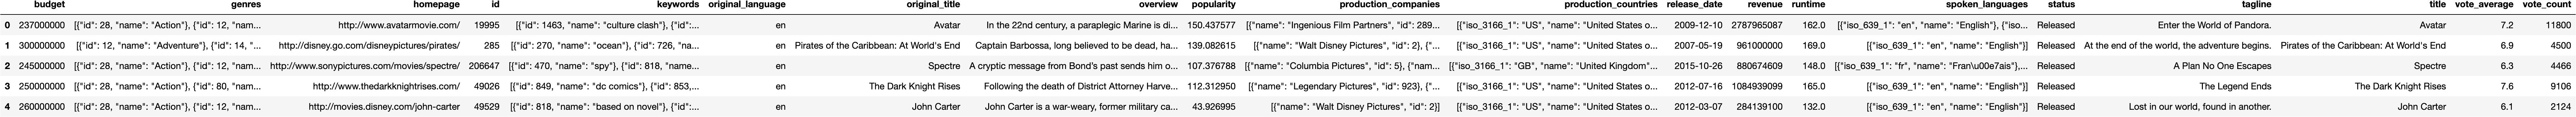 budget genres homepage id keywords original_language original_title overview popularity production_companies production_countries release_date revenue runtime spoken_languages status tagline title vote_average vote_count
0 237000000 [{"id": 28, "name": "Action"}, {"id": 12, "nam... http://www.avatarmovie.com/ 19995 [{"id": 1463, "name": "culture clash"}, {"id":... en Avatar In the 22nd century, a paraplegic Marine is di... 150.437577 [{"name": "Ingenious Film Partners", "id": 289... [{"iso_3166_1": "US", "name": "United States o... 2009-12-10 2787965087 162.0 [{"iso_639_1": "en", "name": "English"}, {"iso... Released Enter the World of Pandora. Avatar 7.2 11800
1 300000000 [{"id": 12, "name": "Adventure"}, {"id": 14, "... http://disney.go.com/disneypictures/pirates/ 285 [{"id": 270, "name": "ocean"}, {"id": 726, "na... en Pirates of the Caribbean: At World's End Captain Barbossa, long believed to be dead, ha... 139.082615 [{"name": "Walt Disney Pictures", "id": 2}, {"... [{"iso_3166_1": "US", "name": "United States o... 2007-05-19 961000000 169.0 [{"iso_639_1": "en", "name": "English"}] Released At the end of the world, the adventure begins. Pirates of the Caribbean: At World's End 6.9 4500
2 245000000 [{"id": 28, "name": "Action"}, {"id": 12, "nam... http://www.sonypictures.com/movies/spectre/ 206647 [{"id": 470, "name": "spy"}, {"id": 818, "name... en Spectre A cryptic message from Bond's past sends him o... 107.376788 [{"name": "Columbia Pictures", "id": 5}, {"nam... [{"iso_3166_1": "GB", "name": "United Kingdom"... 2015-10-26 880674609 148.0 [{"iso_639_1": "fr", "name": "Fran\u00e7ais"},... Released A Plan No One Escapes Spectre 6.3 4466
3 250000000 [{"id": 28, "name": "Action"}, {"id": 80, "nam... http://www.thedarkknightrises.com/ 49026 [{"id": 849, "name": "dc comics"}, {"id": 853,... en The Dark Knight Rises Following the death of District Attorney Harve... 112.312950 [{"name": "Legendary Pictures", "id": 923}, {"... [{"iso_3166_1": "US", "name": "United States o... 2012-07-16 1084939099 165.0 [{"iso_639_1": "en", "name": "English"}] Released The Legend Ends The Dark Knight Rises 7.6 9106
4 260000000 [{"id": 28, "name": "Action"}, {"id": 12, "nam... http://movies.disney.com/john-carter 49529 [{"id": 818, "name": "based on novel"}, {"id":... en John Carter John Carter is a war-weary, former military ca... 43.926995 [{"name": "Walt Disney Pictures", "id": 2}] [{"iso_3166_1": "US", "name": "United States o... 2012-03-07 284139100 132.0 [{"iso_639_1": "en", "name": "English"}] Released Lost in our world, found in another. John Carter 6.1 2124